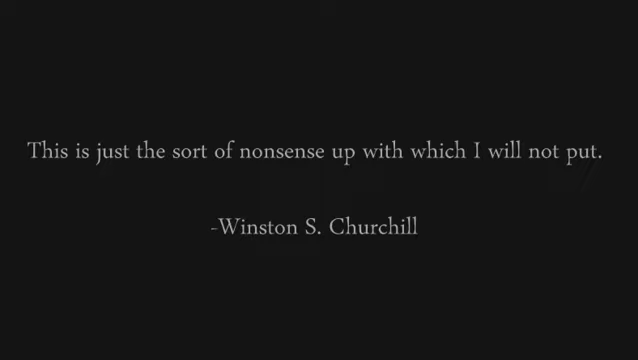 This is just the sort of nonsense up with which I will not put.
-Winston S. Churchill